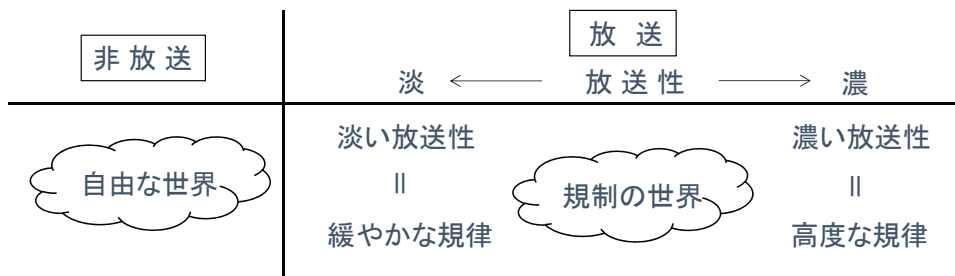 非放送
放送
淡 ← 放送性 → 濃
自由な世界
淡い放送性
||
緩やかな規律
規制の世界
濃い放送性
||
高度な規律